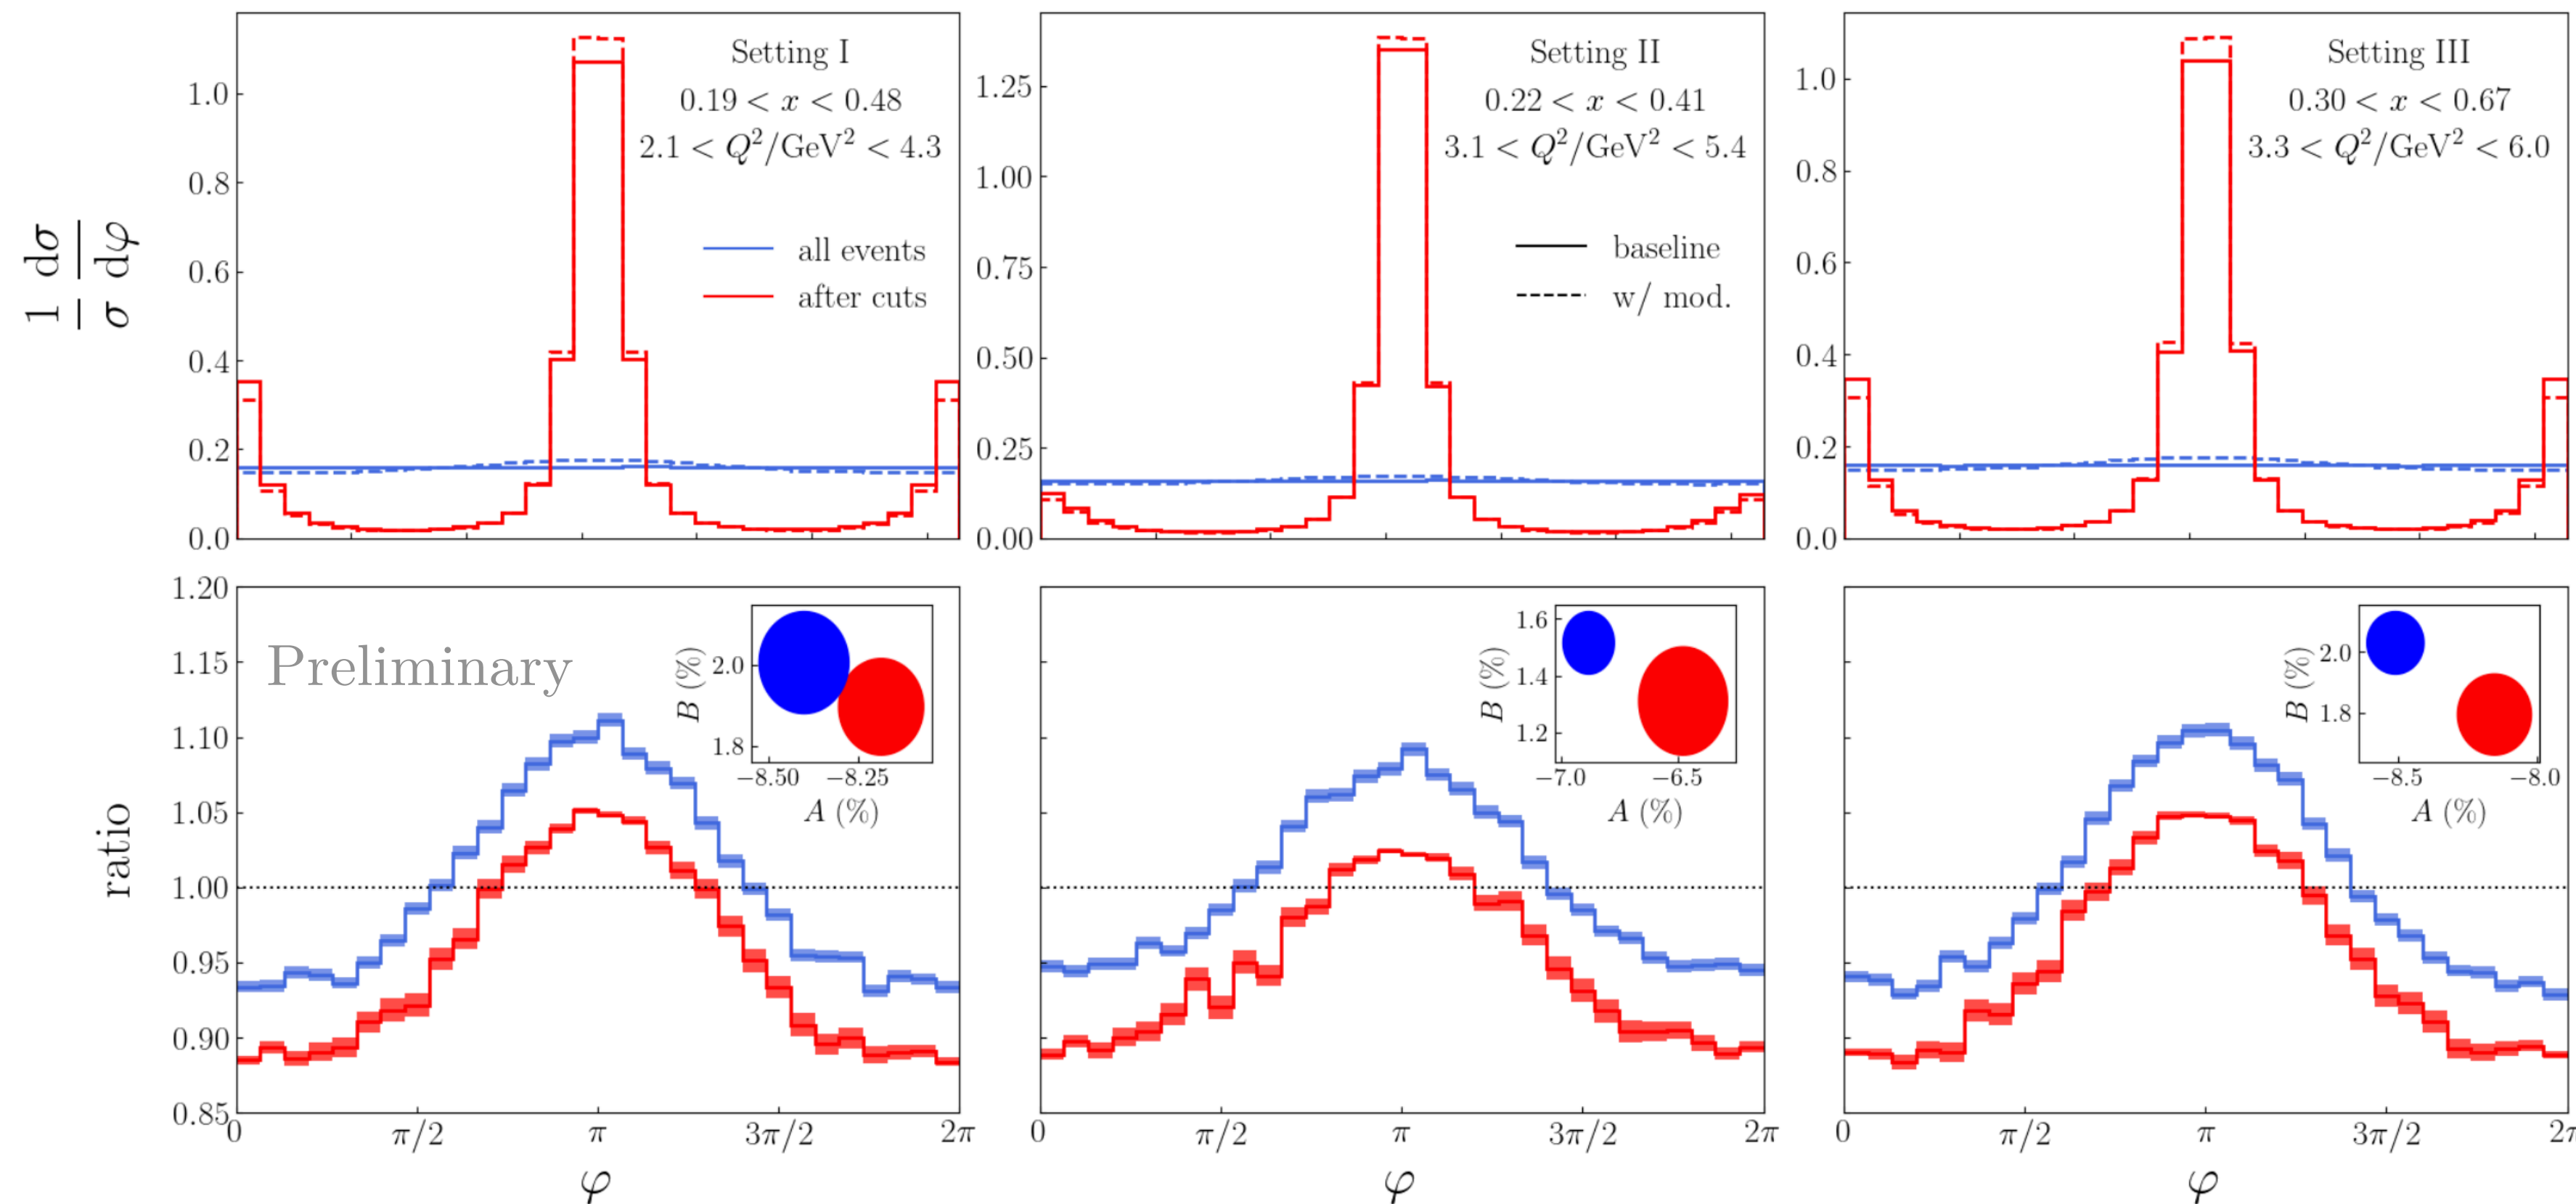 1/σ dσ/dφ
Setting I
0.19 < x < 0.48
2.1 < Q²/GeV² < 4.3
all events
after cuts
1.0
0.8
0.6
0.4
0.2
0.0
Setting II
0.22 < x < 0.41
3.1 < Q²/GeV² < 5.4
baseline
w/ mod.
1.25
1.00
0.75
0.50
0.25
0.00
Setting III
0.30 < x < 0.67
3.3 < Q²/GeV² < 6.0
1.0
0.8
0.6
0.4
0.2
0.0
ratio
1.20
1.15
1.10
1.05
1.00
0.95
0.90
0.85
Preliminary
B (%)
2.0
1.8
−8.50 −8.25
A (%)
0 π/2 π 3π/2 2π
φ
B (%)
1.6
1.4
1.2
−7.0 −6.5
A (%)
0 π/2 π 3π/2 2π
φ
B (%)
2.0
1.8
−8.5 −8.0
A (%)
0 π/2 π 3π/2
φ